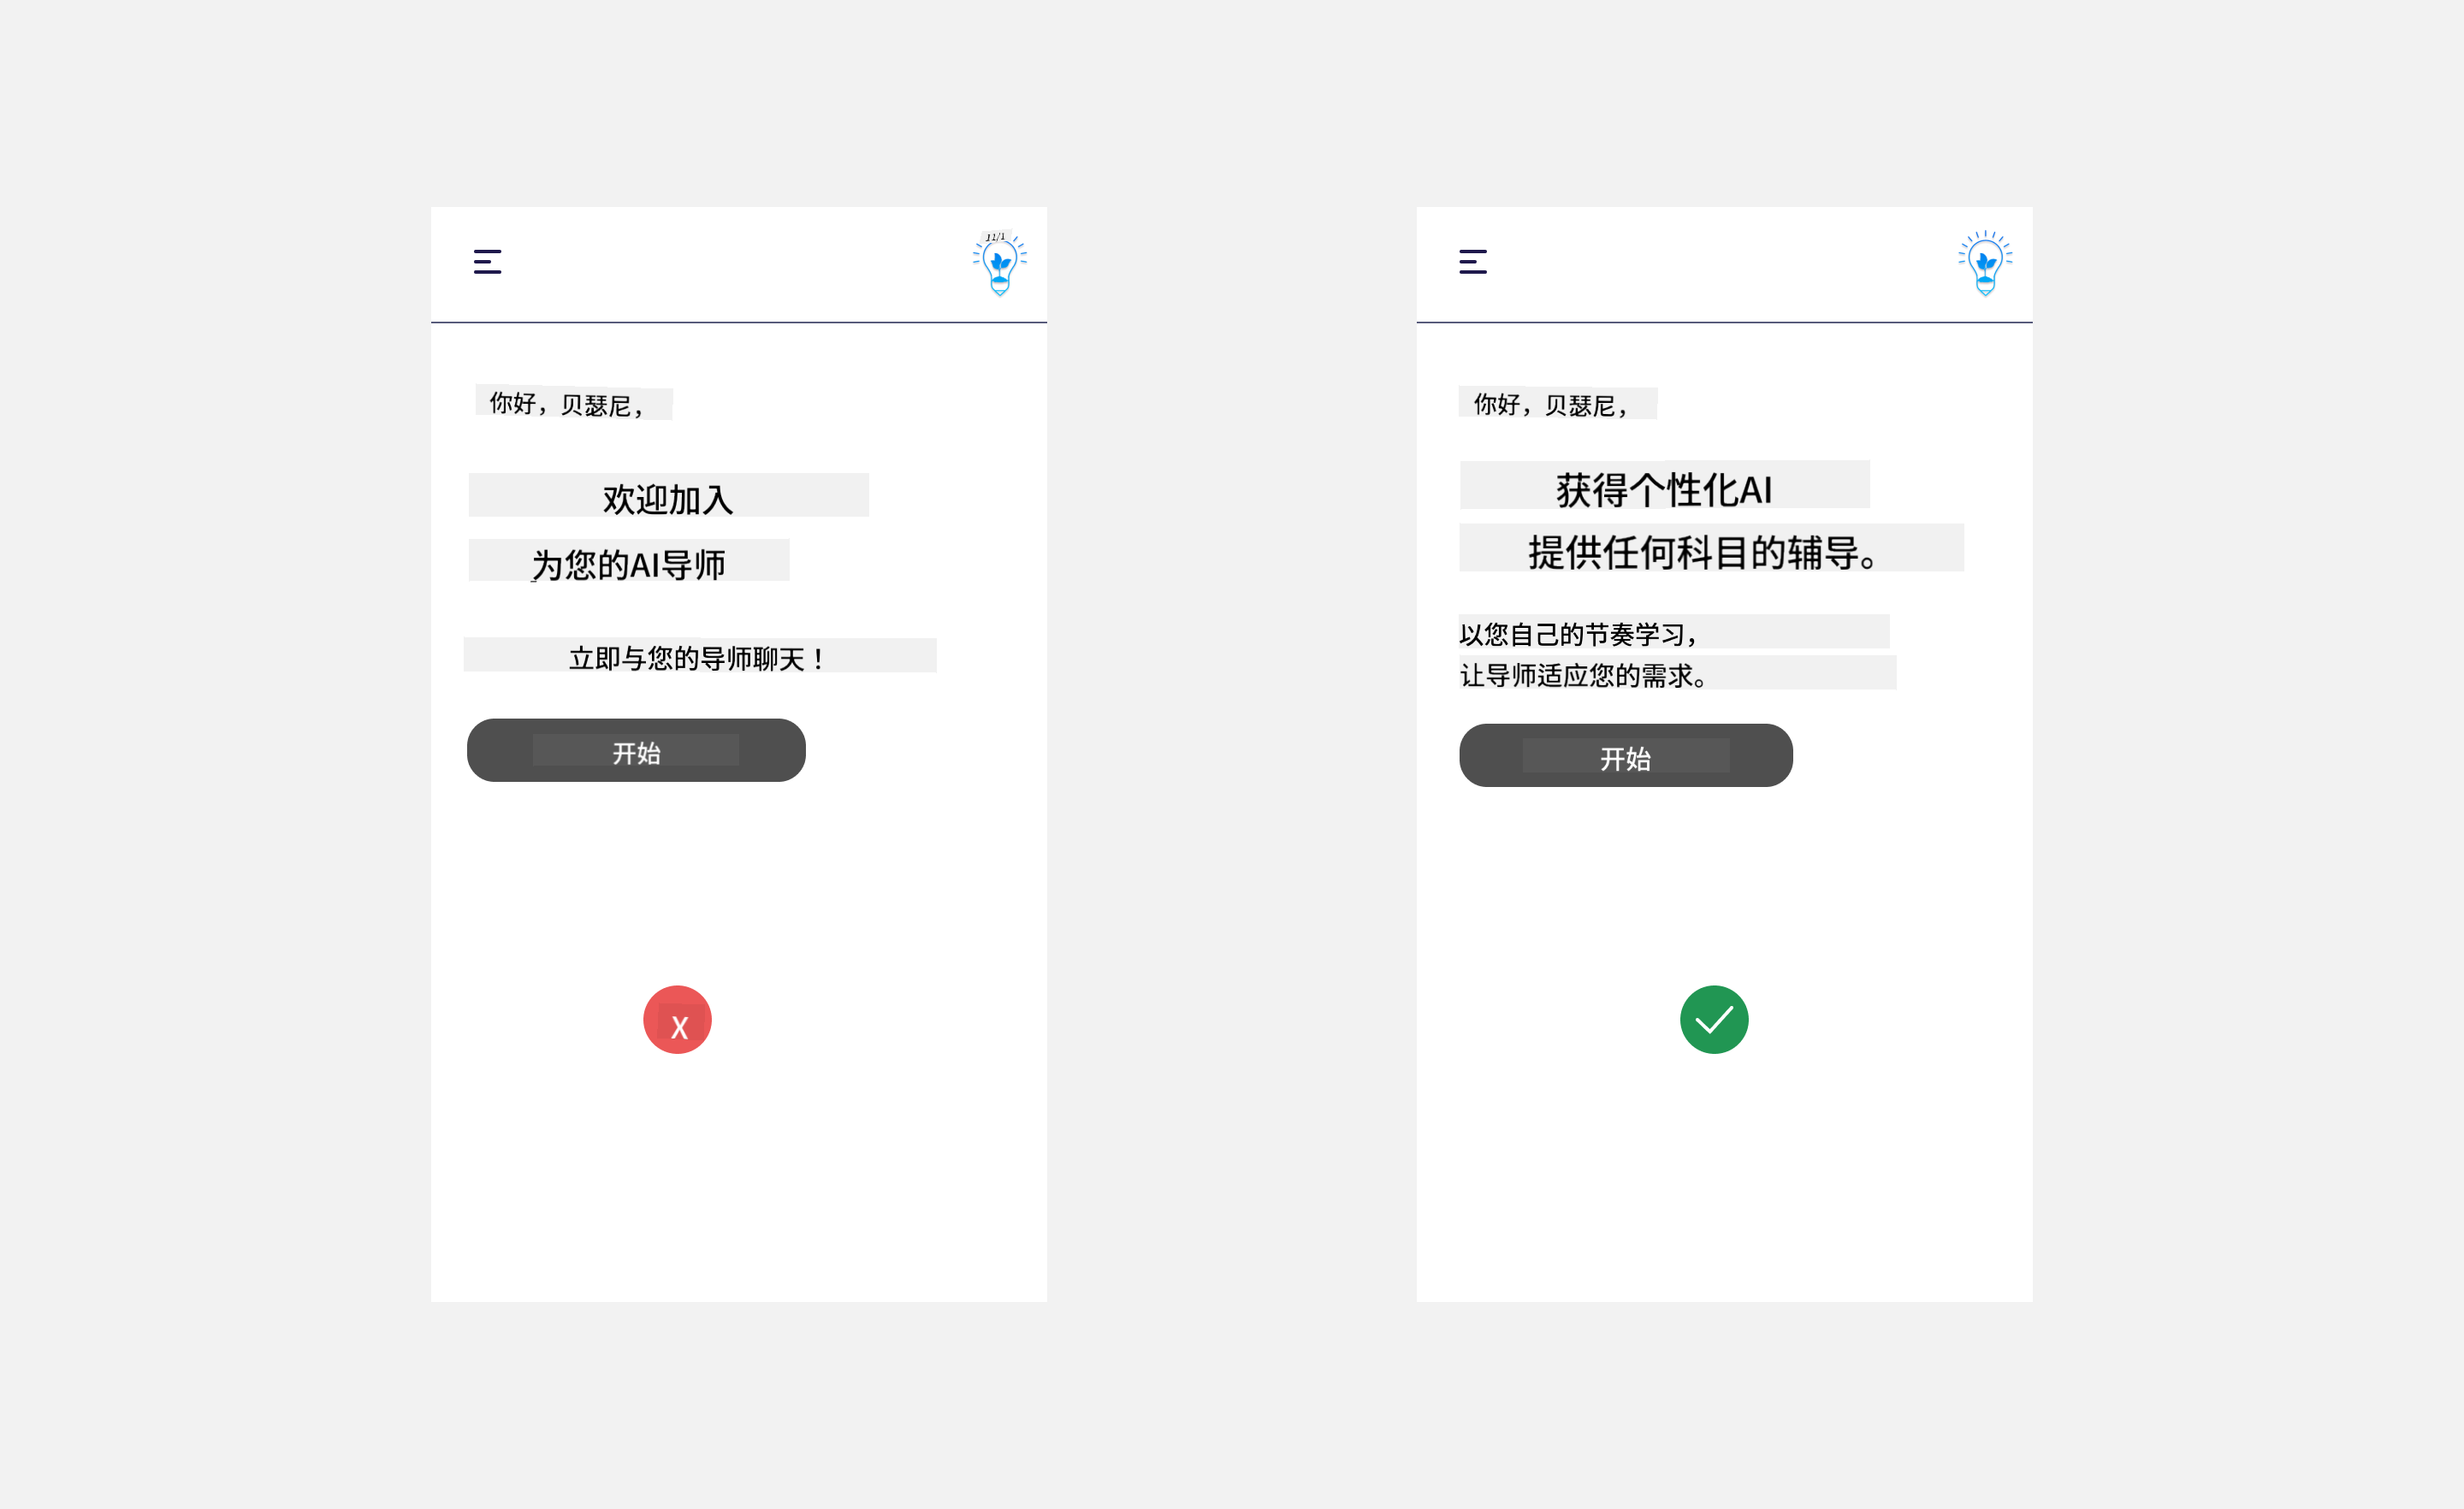 11/1
你好，贝瑟尼，
欢迎加入
为您的AI导师
立即与您的导师聊天！
开始
X
你好，贝瑟尼，
获得个性化AI
提供任何科目的辅导。
以您自己的节奏学习，
让导师适应您的需求。
开始